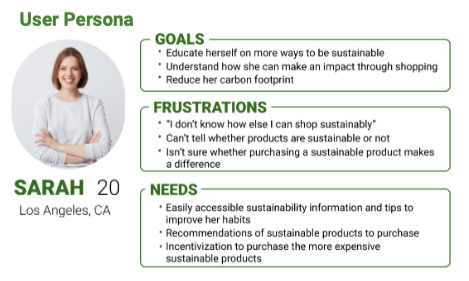 User Persona
SARAH 20
Los Angeles, CA
GOALS
• Educate herself on more ways to be sustainable
• Understand how she can make an impact through shopping
• Reduce her carbon footprint
FRUSTRATIONS
• "I don't know how else I can shop sustainably"
• Can't tell whether products are sustainable or not
• Isn't sure whether purchasing a sustainable product makes
a difference
NEEDS
• Easily accessible sustainability information and tips to
improve her habits
• Recommendations of sustainable products to purchase
• Incentivization to purchase the more expensive
sustainable products